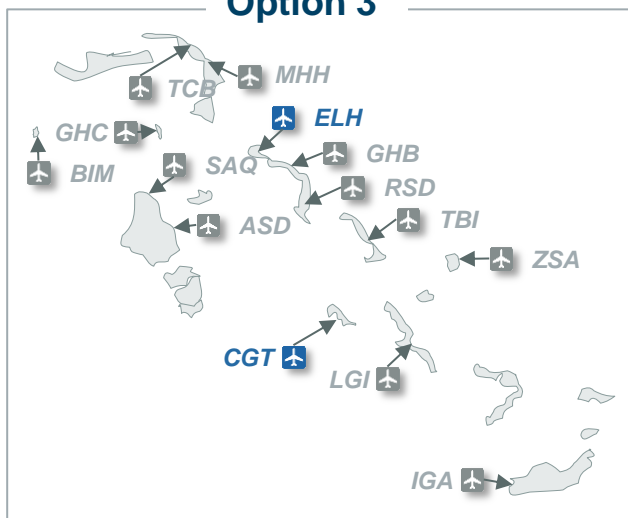 Option 3
MHH
TCB
ELH
GHC
GHB
SAQ
BIM
RSD
TBI
ASD
ZSA
CGT
LGI
IGA